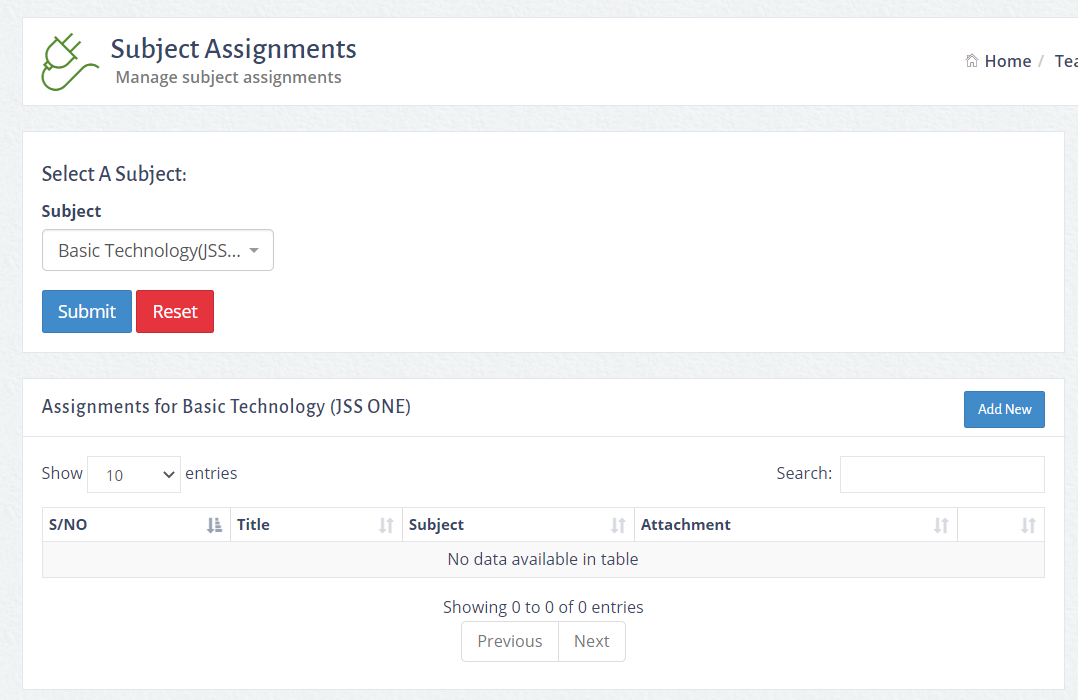 Subject Assignments
Manage subject assignments
Home / Tea
Select A Subject:
Subject
Basic Technology(JSS...
Submit Reset
Assignments for Basic Technology (JSS ONE)
Add New
Show 10 entries
Search:
S/NO Title Subject Attachment
No data available in table
Showing 0 to 0 of 0 entries
Previous Next